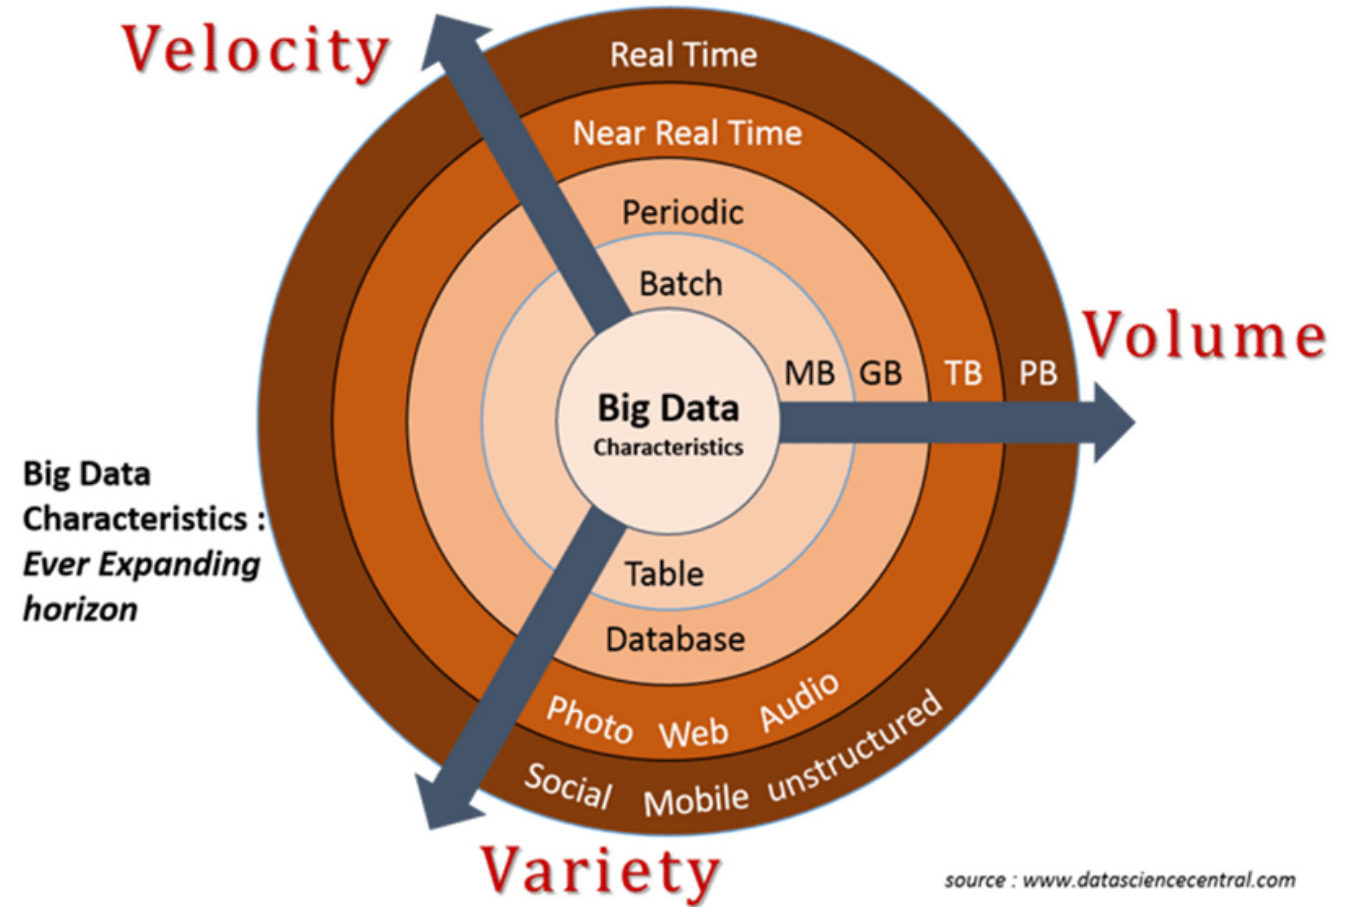 Velocity
Real Time
Near Real Time
Periodic
Batch
Volume
MB GB TB PB
Big Data
Characteristics
Big Data
Characteristics :
Ever Expanding
horizon
Table
Database
Photo Web Audio
Social Mobile unstructured
Variety
source : www.datasciencecentral.com